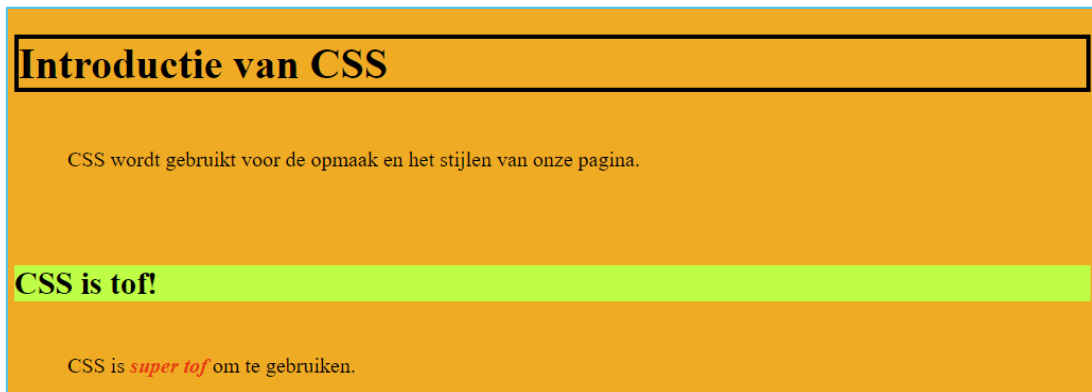 Introductie van CSS
CSS wordt gebruikt voor de opmaak en het stijlen van onze pagina.
CSS is tof!
CSS is super tof om te gebruiken.